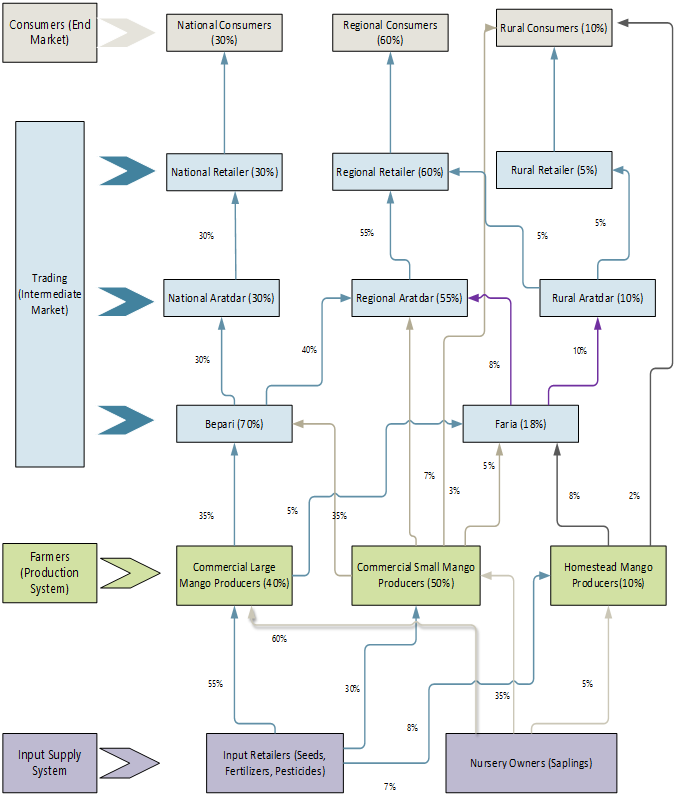 Consumers (End
Market)
National Consumers
(30%)
Regional Consumers
(60%)
Rural Consumers (10%)
National Retailer (30%)
Regional Retailer (60%)
Rural Retailer (5%)
30%
55%
5%
5%
Trading
(Intermediate
Market)
National Aratdar (30%)
Regional Aratdar (55%)
Rural Aratdar (10%)
30%
40%
8%
10%
Bepari (70%)
Faria (18%)
35%
5%
35%
7%
3%
5%
8%
2%
Farmers
(Production
System)
Commercial Large
Mango Producers (40%)
Commercial Small Mango
Producers (50%)
Homestead Mango
Producers(10%)
60%
55%
30%
8%
35%
5%
Input Supply
System
Input Retailers (Seeds,
Fertilizers, Pesticides)
Nursery Owners (Saplings)
7%